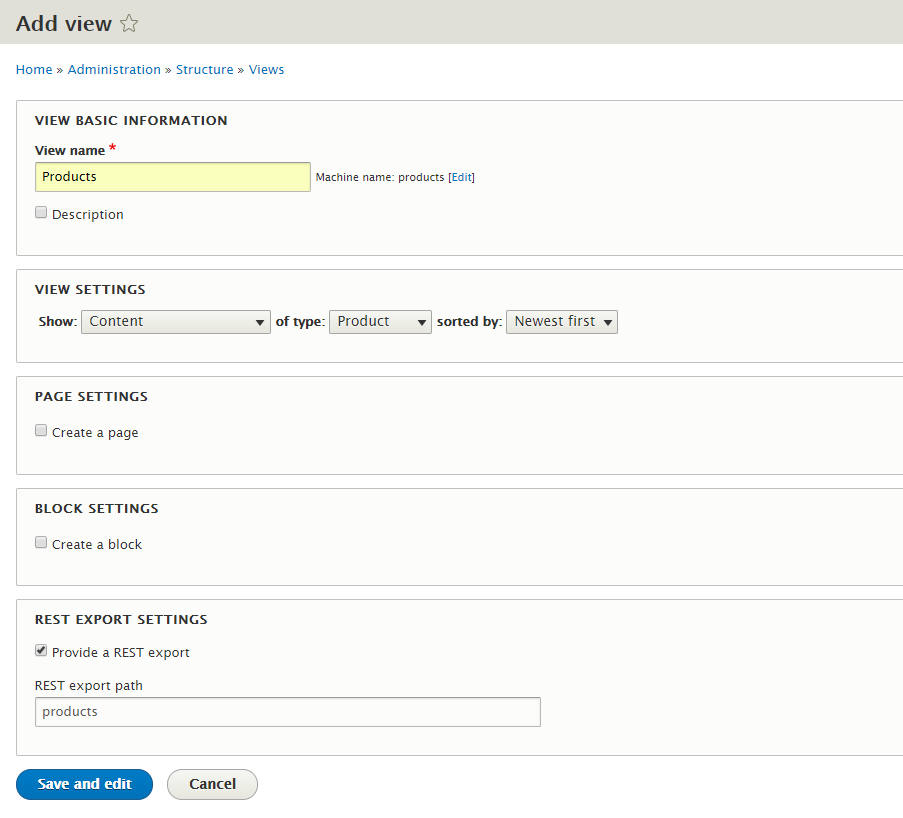 Add view
Home » Administration » Structure » Views
VIEW BASIC INFORMATION
View name *
Products Machine name: products [Edit]
Description
VIEW SETTINGS
Show: Content of type: Product sorted by: Newest first
PAGE SETTINGS
Create a page
BLOCK SETTINGS
Create a block
REST EXPORT SETTINGS
Provide a REST export
REST export path
products
Save and edit Cancel